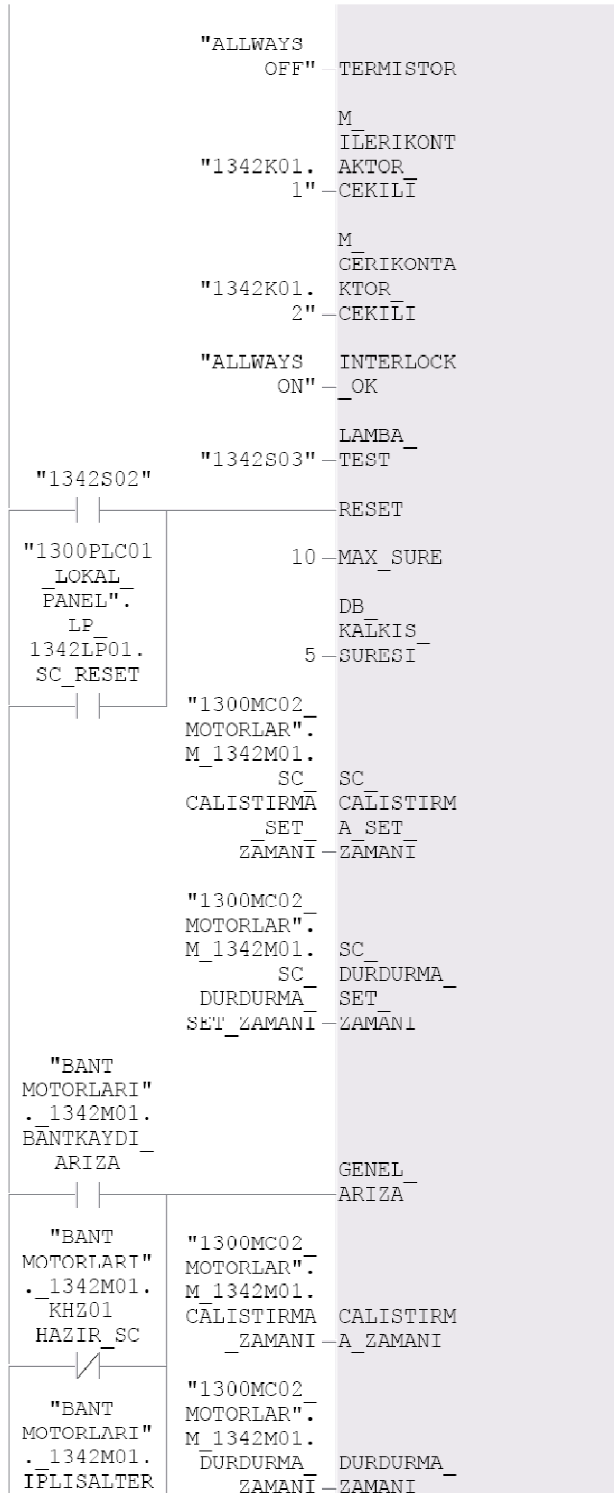 "ALLWAYS
OFF" TERMISTOR
M_
ILERIKONT
"1342K01. AKTOR_
1" CEKILI
M_
GERIKONTA
"1342K01. KTOR_
2" CEKILI
"ALLWAYS INTERLOCK
ON" _OK
LAMBA_
"1342S03" TEST
"1342S02"
RESET
"1300PLC01
_LOKAL_
PANEL".
LP_
1342LP01.
SC_RESET
10 MAX_SURE
DB_
KALKIS_
5 SURESI
"1300MC02_
MOTORLAR".
M_1342M01.
SC_ SC_
CALISTIRMA CALISTIRM
_SET_ A_SET_
ZAMANI ZAMANI
"1300MC02_
MOTORLAR".
M_1342M01. SC_
SC_ DURDURMA_
DURDURMA_ SET_
SET_ZAMANI ZAMANI
"BANT
MOTORLARI"
._1342M01.
BANTKAYDI_
ARIZA
GENEL_
ARIZA
"BANT
MOTORLARI"
._1342M01.
KHZ01
HAZIR_SC
"1300MC02_
MOTORLAR".
M_1342M01.
CALISTIRMA CALISTIRM
_ZAMANI A_ZAMANI
"BANT
MOTORLARI"
._1342M01.
IPLISALTER
"1300MC02_
MOTORLAR".
M_1342M01.
DURDURMA_ DURDURMA_
ZAMANI ZAMANI